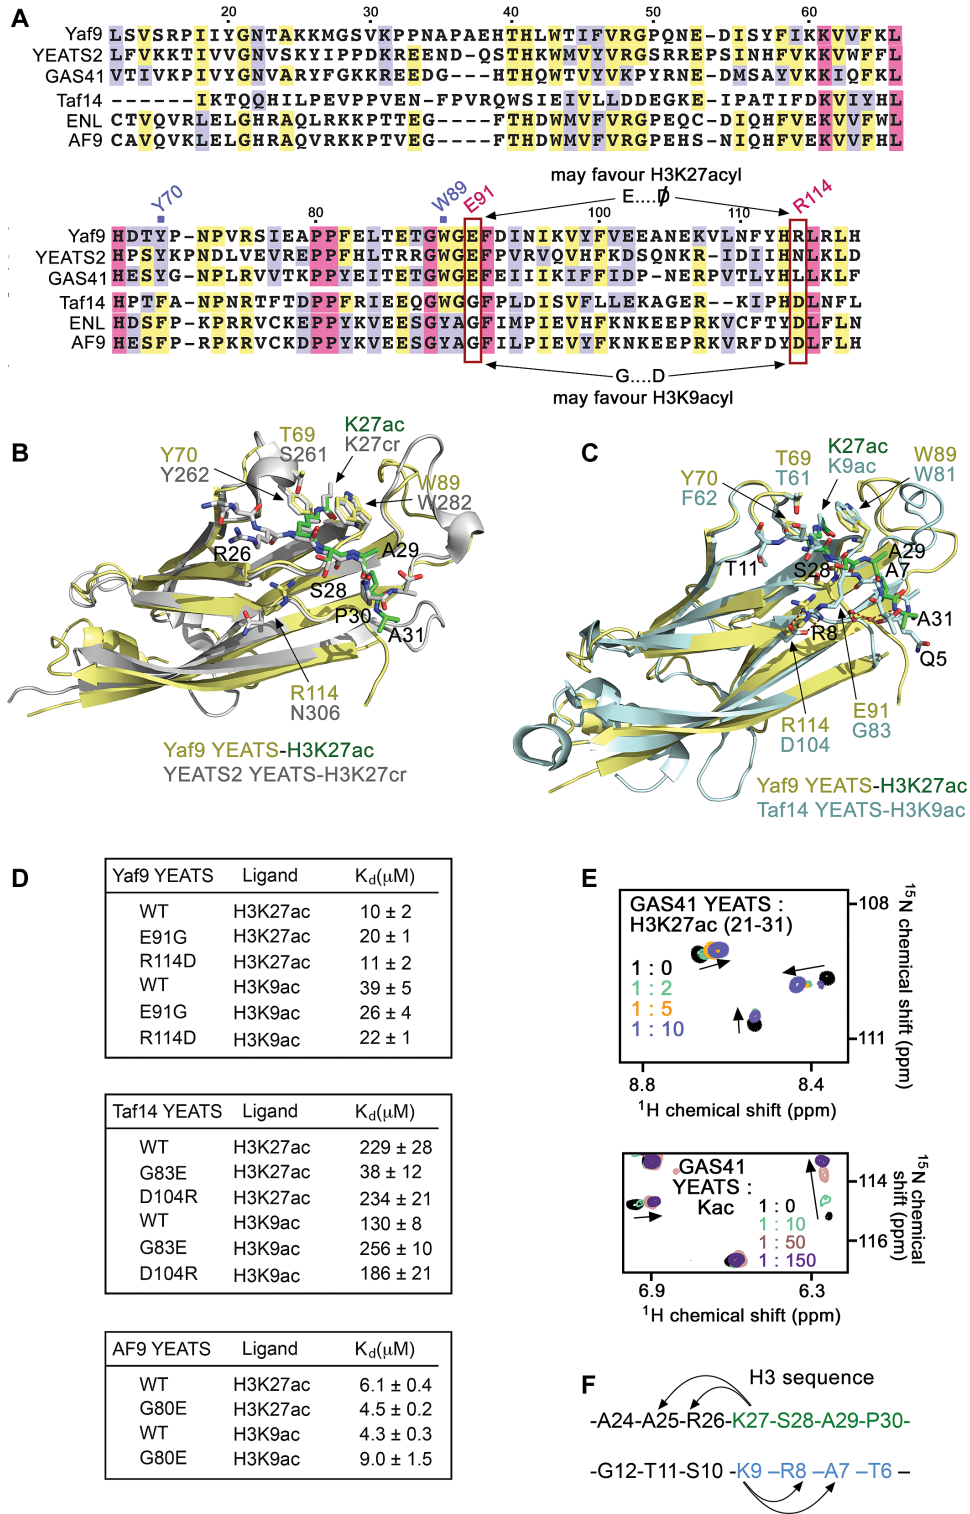 A
20 30 40 50 60
Yaf9 LSVSRPIIYGNTAKKMGSVKPPNAPAEHTHLWTIFVRGPQNE-DISYFIKKVVFKL
YEATS2 LFVKKTIVVGNVSKYIPPDKREEND-QSTHKWMVYVRGSRREPSINHFVKKVWFFL
GAS41 VTIVKPIVYGNVARYFGKKREEDG---HTHQWTVYVKPYRNE-DMSAYVKKIQFKL
Taf14 ------IKTQQHILPEVPPVEN-FPVRQWSIEIVLLDDEGKE-IPATIFDKVIYHL
ENL CTVQVRLELGHRAQLRKKPTTEG----FTHDWMVFVRGPEQC-DIQHFVEKVVFWL
AF9 CAVQVKLELGHRAQVRKKPTVEG----FTHDWMVFVRGPEHS-NIQHFVEKVVFHL
may favour H3K27acyl
E....D̸
Y70 W89 E91 R114
80 100 110
Yaf9 HDTYP-NPVRSIEAPPFELTETGWGEFDINIKVYFVEEANEKVLNFYHRLRLH
YEATS2 HPSYKPNDLVEVREPPFHLTRRGWGEFPVRVQVHFKDSQNKR-IDIIHNLKLD
GAS41 HESYG-NPLRVVTKPPYEITETGWGEFEIIIKIFFIDP-NERPVTLYHLLKLF
Taf14 HPTFA-NPNRTFTDPPFRIEEQGWGGFPLDISVFLLEKAGER--KIPHDLNFL
ENL HDSFP-KPRRVCKEPPYKVEESGYAGFIMPIEVHFKNKEEPRKVCFTYDLFLN
AF9 HESFP-RPKRVCKDPPYKVEESGYAGFILPIEVYFKNKEEPRKVRFDYDLFLH
G....D
may favour H3K9acyl
B
K27ac
K27cr
T69
S261
Y70
Y262
W89
W282
R26
A29
S28
P30
A31
R114
N306
Yaf9 YEATS-H3K27ac
YEATS2 YEATS-H3K27cr
C
K27ac
K9ac
T69
T61
W89
W81
Y70
F62
T11
S28
A29
A7
A31
R8
Q5
E91
G83
R114
D104
Yaf9 YEATS-H3K27ac
Taf14 YEATS-H3K9ac
D
Yaf9 YEATS Ligand Kd(µM)
WT H3K27ac 10 ± 2
E91G H3K27ac 20 ± 1
R114D H3K27ac 11 ± 2
WT H3K9ac 39 ± 5
E91G H3K9ac 26 ± 4
R114D H3K9ac 22 ± 1
Taf14 YEATS Ligand Kd(µM)
WT H3K27ac 229 ± 28
G83E H3K27ac 38 ± 12
D104R H3K27ac 234 ± 21
WT H3K9ac 130 ± 8
G83E H3K9ac 256 ± 10
D104R H3K9ac 186 ± 21
AF9 YEATS Ligand Kd(µM)
WT H3K27ac 6.1 ± 0.4
G80E H3K27ac 4.5 ± 0.2
WT H3K9ac 4.3 ± 0.3
G80E H3K9ac 9.0 ± 1.5
E
GAS41 YEATS :
H3K27ac (21-31)
1 : 0
1 : 2
1 : 5
1 : 10
108
111
15N chemical shift (ppm)
8.8 8.4
1H chemical shift (ppm)
GAS41
YEATS :
Kac
1 : 0
1 : 10
1 : 50
1 : 150
114
116
15N chemical
shift (ppm)
6.9 6.3
1H chemical shift (ppm)
F
H3 sequence
-A24-A25-R26-K27-S28-A29-P30-
-G12-T11-S10 -K9 –R8 –A7 –T6 –